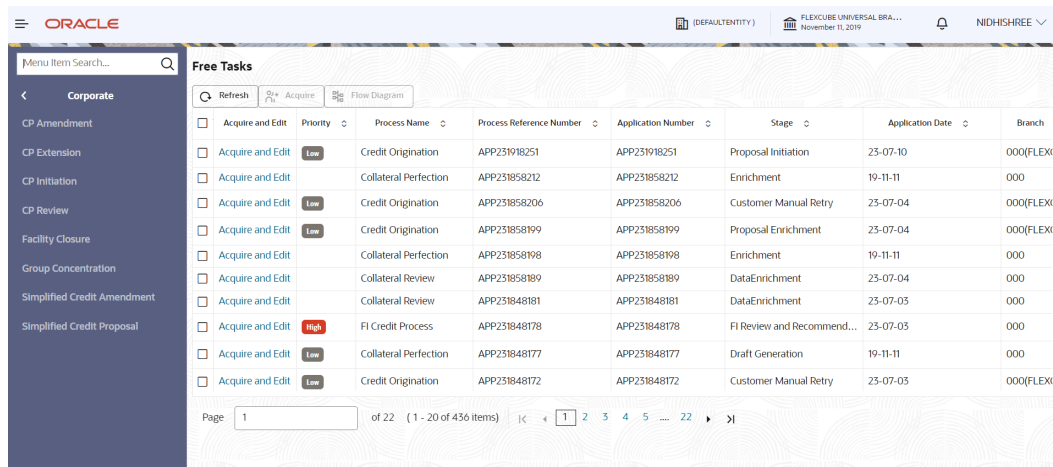 ORACLE
(DEFAULTENTITY )
FLEXCUBE UNIVERSAL BRA...
November 11, 2019
NIDHISHREE
Menu Item Search...
Corporate
CP Amendment
CP Extension
CP Initiation
CP Review
Facility Closure
Group Concentration
Simplified Credit Amendment
Simplified Credit Proposal
Free Tasks
Refresh Acquire Flow Diagram
Acquire and Edit Priority Process Name Process Reference Number Application Number Stage Application Date Branch
Acquire and Edit Low Credit Origination APP231918251 APP231918251 Proposal Initiation 23-07-10 000(FLEXC
Acquire and Edit Collateral Perfection APP231858212 APP231858212 Enrichment 19-11-11 000
Acquire and Edit Low Credit Origination APP231858206 APP231858206 Customer Manual Retry 23-07-04 000(FLEXC
Acquire and Edit Low Credit Origination APP231858199 APP231858199 Proposal Enrichment 23-07-04 000(FLEXC
Acquire and Edit Collateral Perfection APP231858198 APP231858198 Enrichment 19-11-11 000
Acquire and Edit Collateral Review APP231858189 APP231858189 DataEnrichment 23-07-04 000
Acquire and Edit Collateral Review APP231848181 APP231848181 DataEnrichment 23-07-03 000
Acquire and Edit High FI Credit Process APP231848178 APP231848178 FI Review and Recommend... 23-07-03 000
Acquire and Edit Low Collateral Perfection APP231848177 APP231848177 Draft Generation 19-11-11 000
Acquire and Edit Low Credit Origination APP231848172 APP231848172 Customer Manual Retry 23-07-03 000(FLEXC
Page 1 of 22 ( 1 - 20 of 436 items) 1 2 3 4 5 .... 22